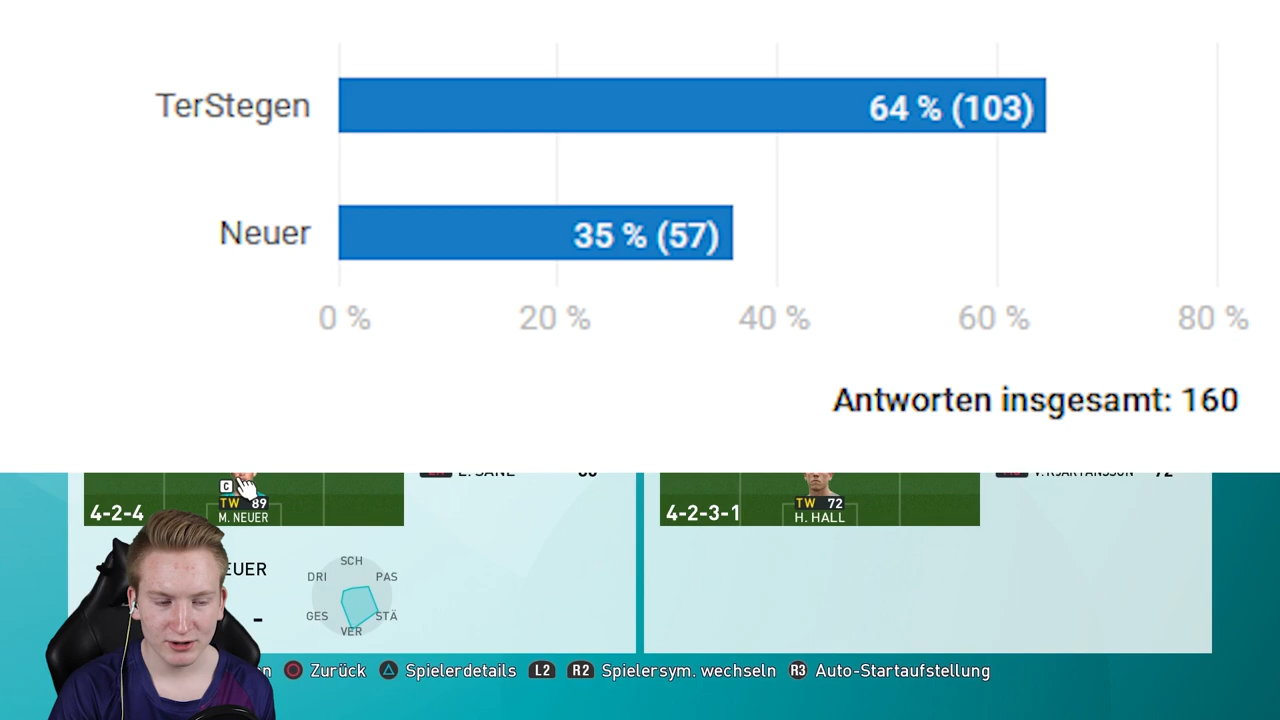 TerStegen
64 % (103)
Neuer
35 % (57)
0 % 20 % 40 % 60 % 80 %
Antworten insgesamt: 160
C
TW 89
M. NEUER
4-2-4
TW 72
H. HALL
4-2-3-1
EUER
SCH
DRI PAS
GES STÄ
VER
-
Zurück Spielerdetails L2 R2 Spielersym. wechseln R3 Auto-Startaufstellung